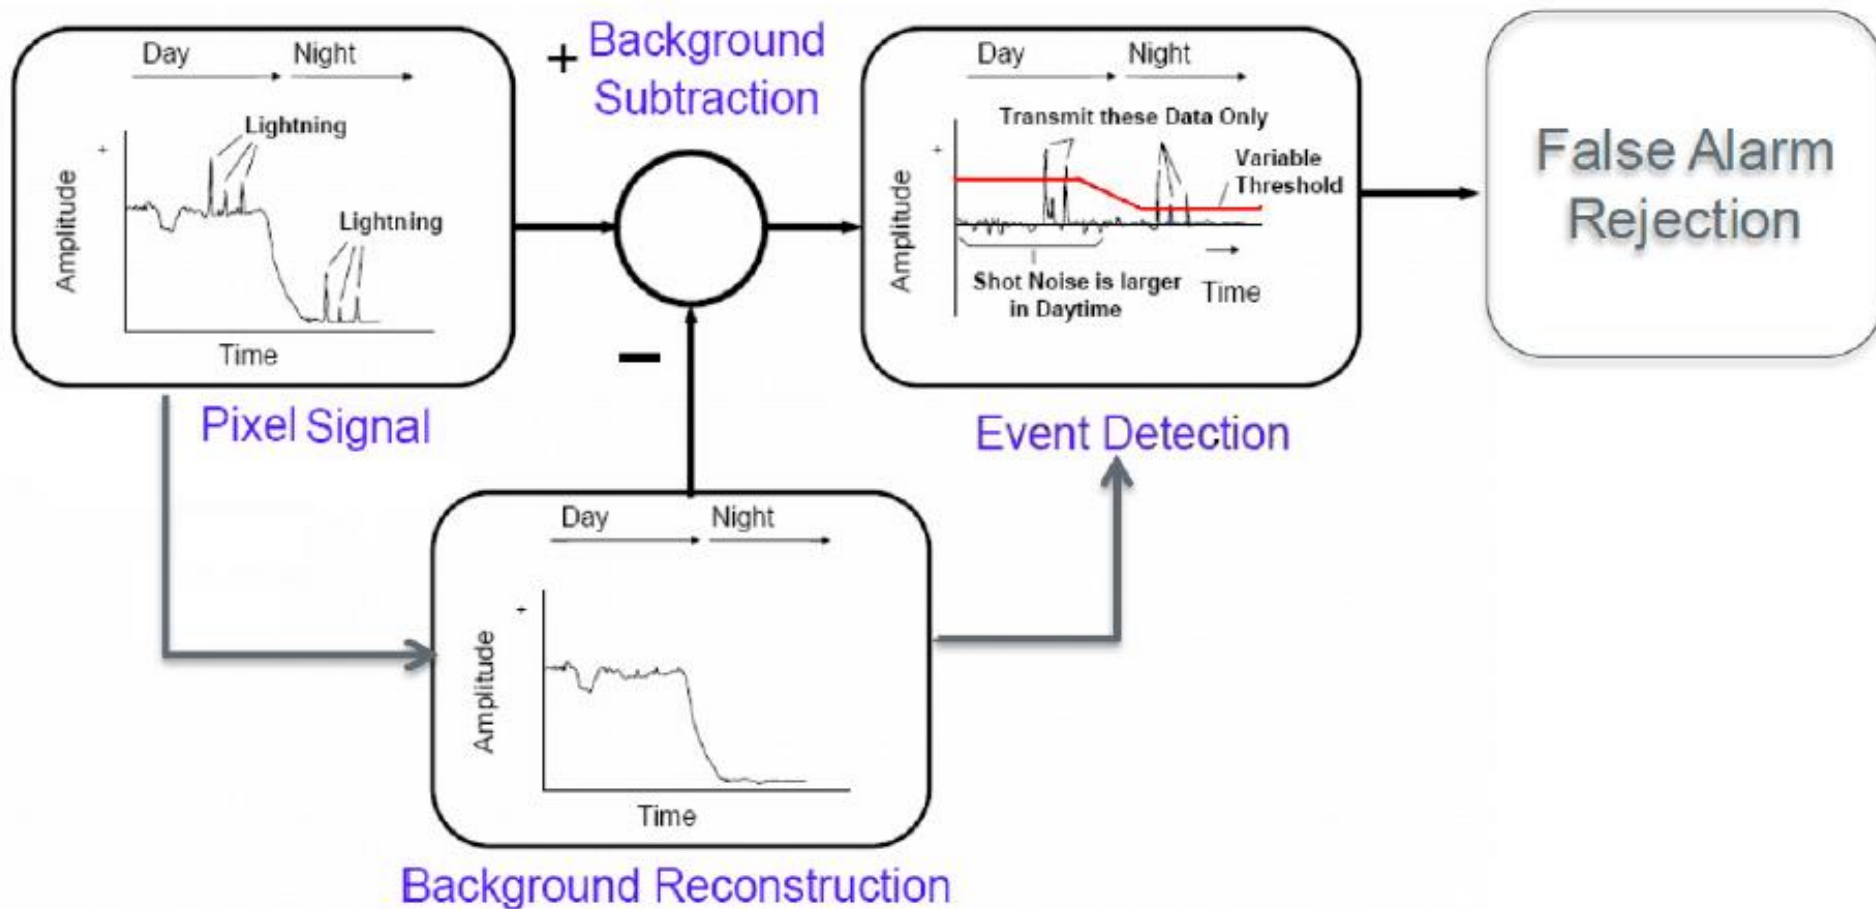 Day Night
+
Lightning
Lightning
Amplitude
Time
Pixel Signal
+ Background
Subtraction
−
Day Night
Transmit these Data Only
+
Variable
Threshold
Amplitude
Shot Noise is larger
in Daytime
Time
Event Detection
False Alarm
Rejection
Day Night
+
Amplitude
Time
Background Reconstruction